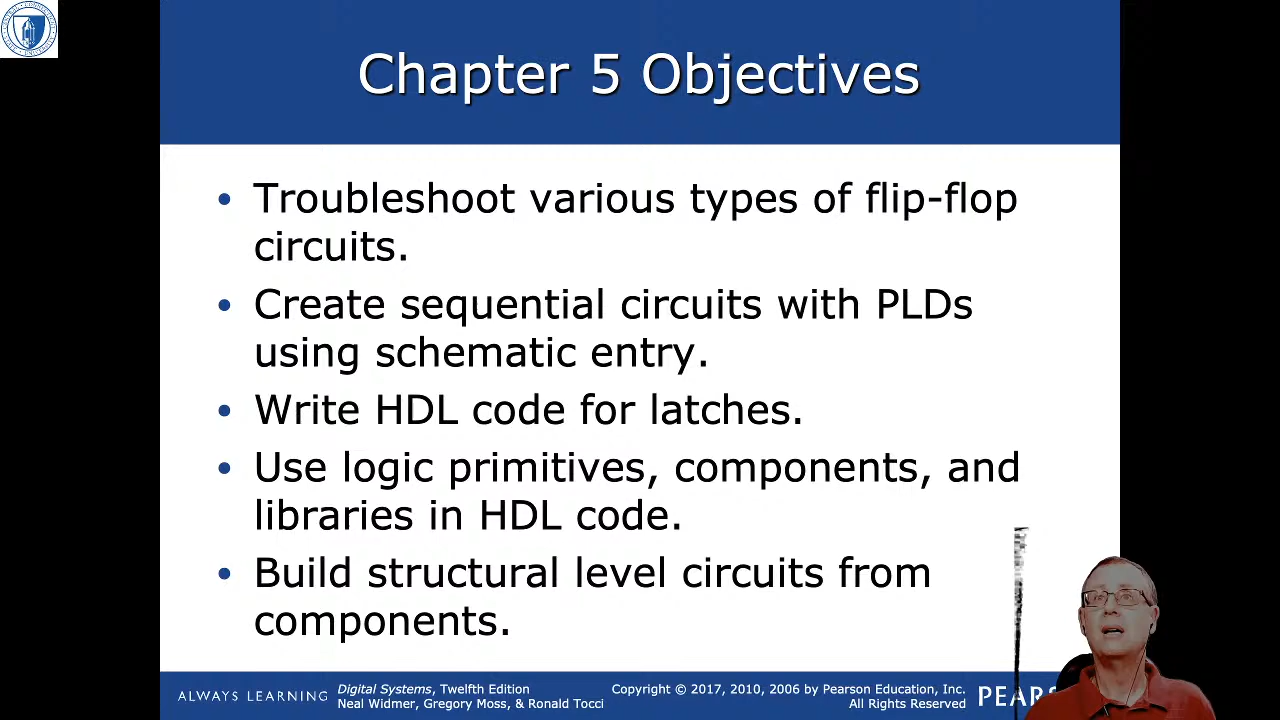 Chapter 5 Objectives
• Troubleshoot various types of flip-flop
circuits.
• Create sequential circuits with PLDs
using schematic entry.
• Write HDL code for latches.
• Use logic primitives, components, and
libraries in HDL code.
• Build structural level circuits from
components.
ALWAYS LEARNING
Digital Systems, Twelfth Edition
Neal Widmer, Gregory Moss, & Ronald Tocci
Copyright © 2017, 2010, 2006 by Pearson Education, Inc.
All Rights Reserved
PEARS